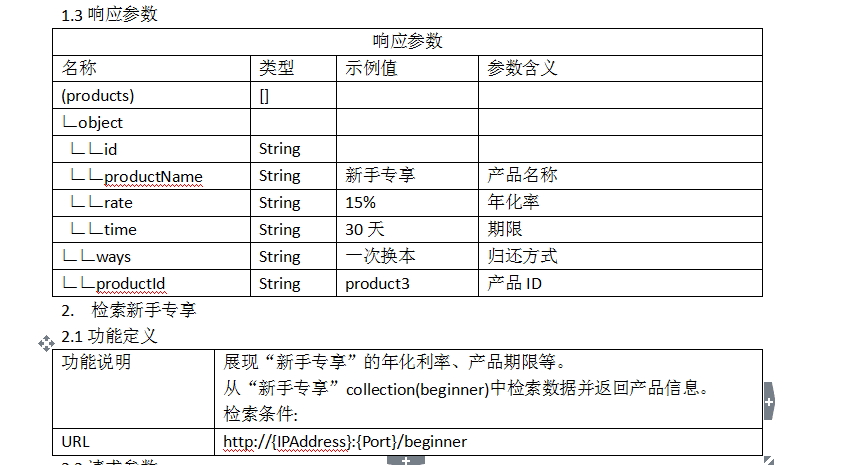 1.3 响应参数
响应参数
名称 类型 示例值 参数含义
(products) []
∟object
∟∟id String
∟∟productName String 新手专享 产品名称
∟∟rate String 15% 年化率
∟∟time String 30 天 期限
∟∟ways String 一次换本 归还方式
∟∟productId String product3 产品 ID
2. 检索新手专享
2.1 功能定义
功能说明 展现“新手专享”的年化利率、产品期限等。
从“新手专享”collection(beginner)中检索数据并返回产品信息。
检索条件:
URL http://{IPAddress}:{Port}/beginner